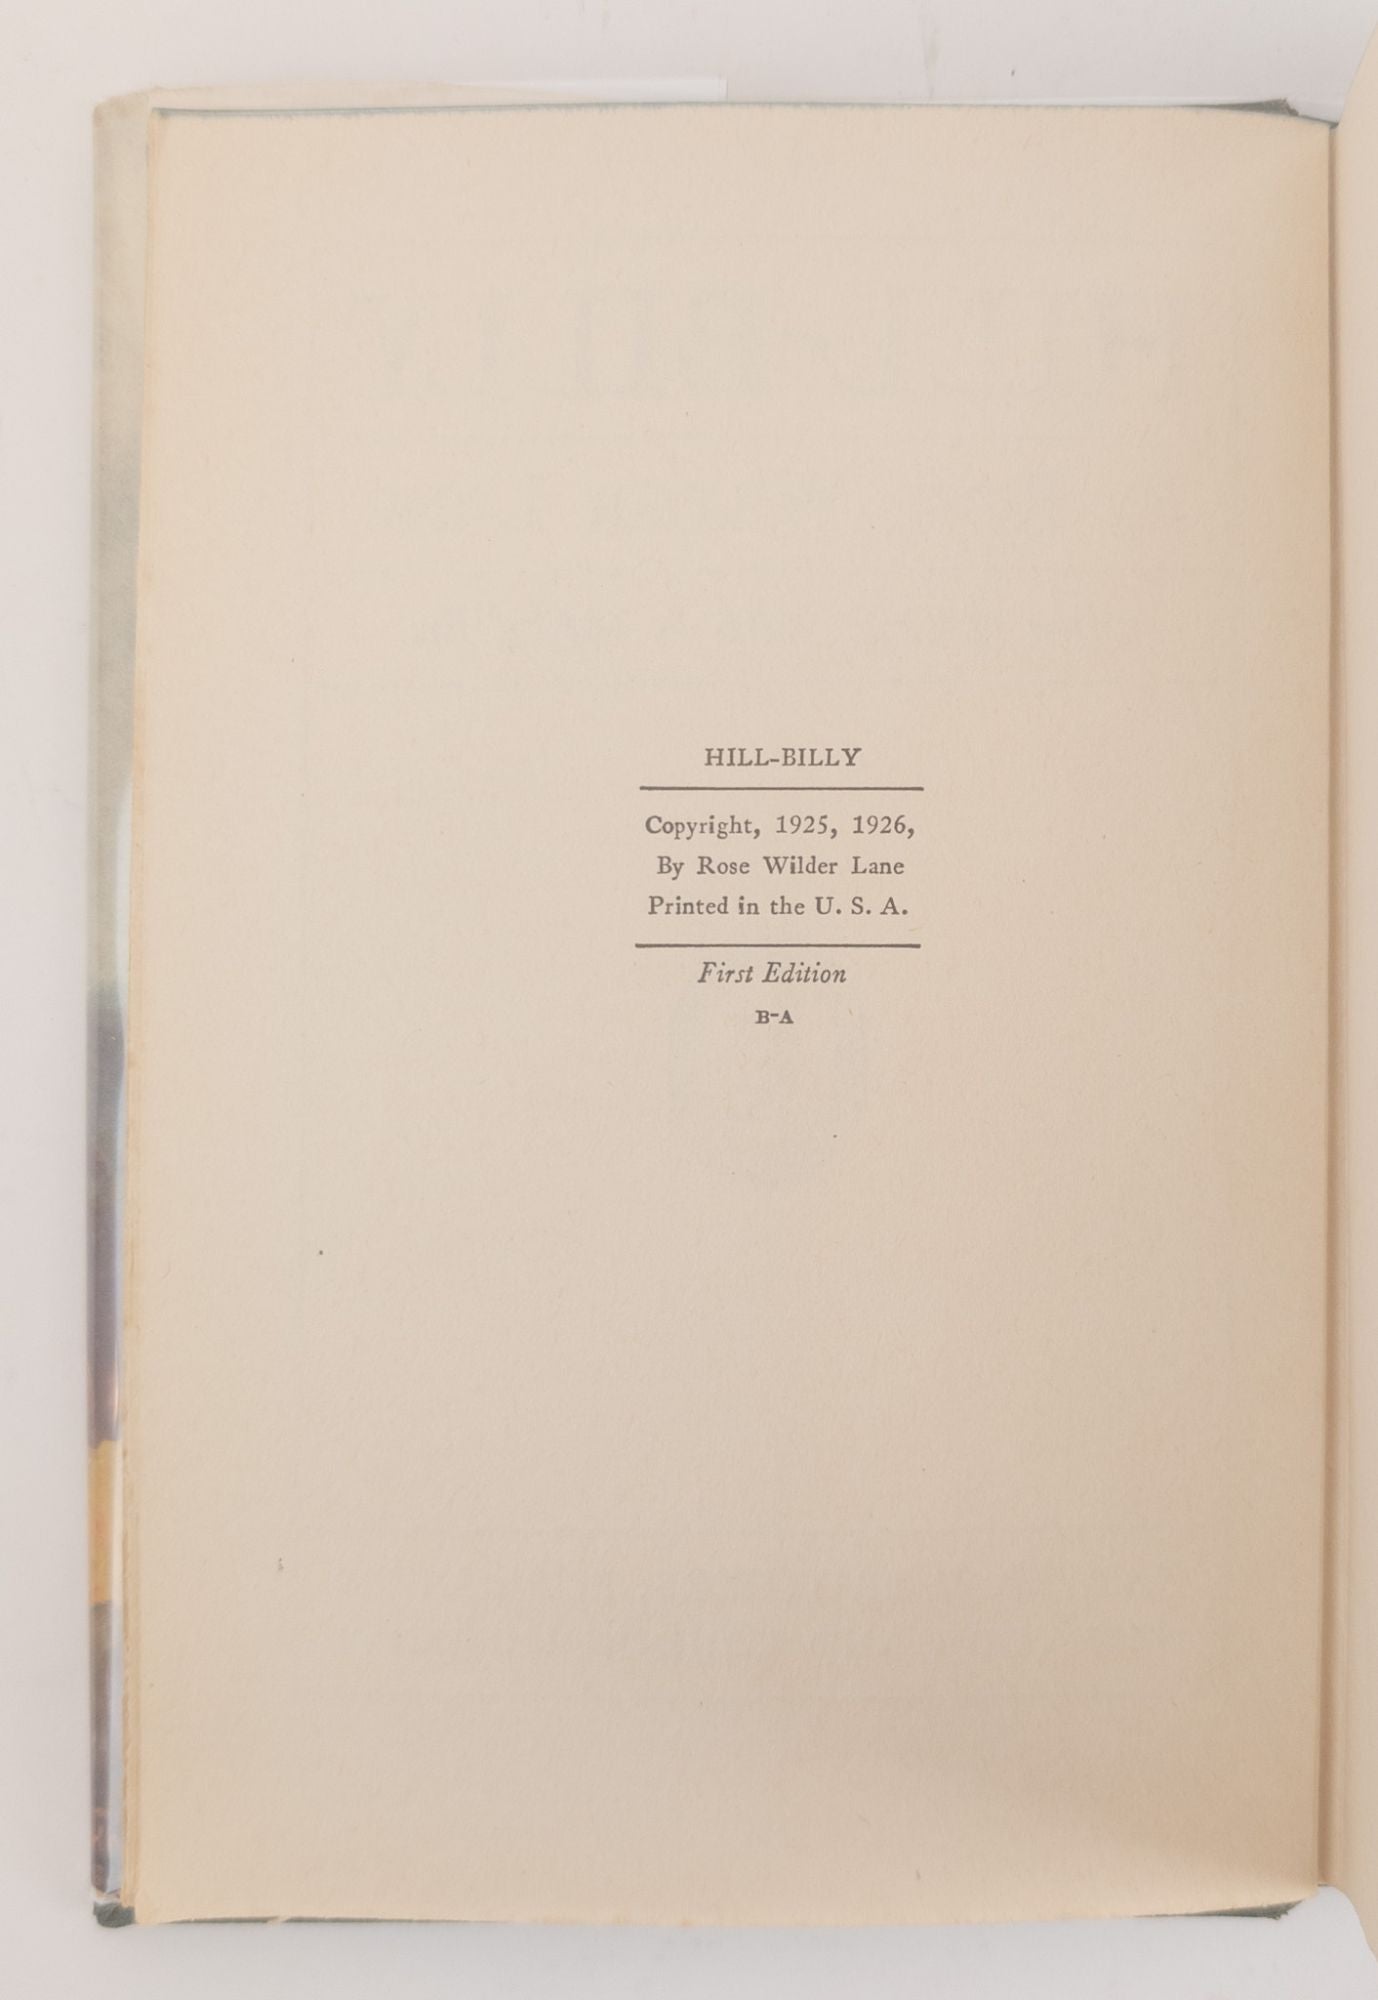 HILL-BILLY
Copyright, 1925, 1926,
By Rose Wilder Lane
Printed in the U. S. A.
First Edition
B-A